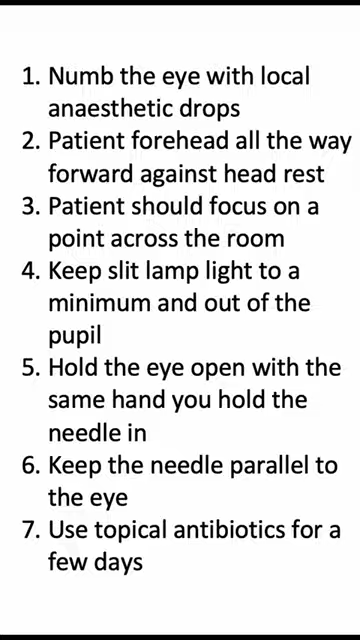 1. Numb the eye with local
anaesthetic drops
2. Patient forehead all the way
forward against head rest
3. Patient should focus on a
point across the room
4. Keep slit lamp light to a
minimum and out of the
pupil
5. Hold the eye open with the
same hand you hold the
needle in
6. Keep the needle parallel to
the eye
7. Use topical antibiotics for a
few days